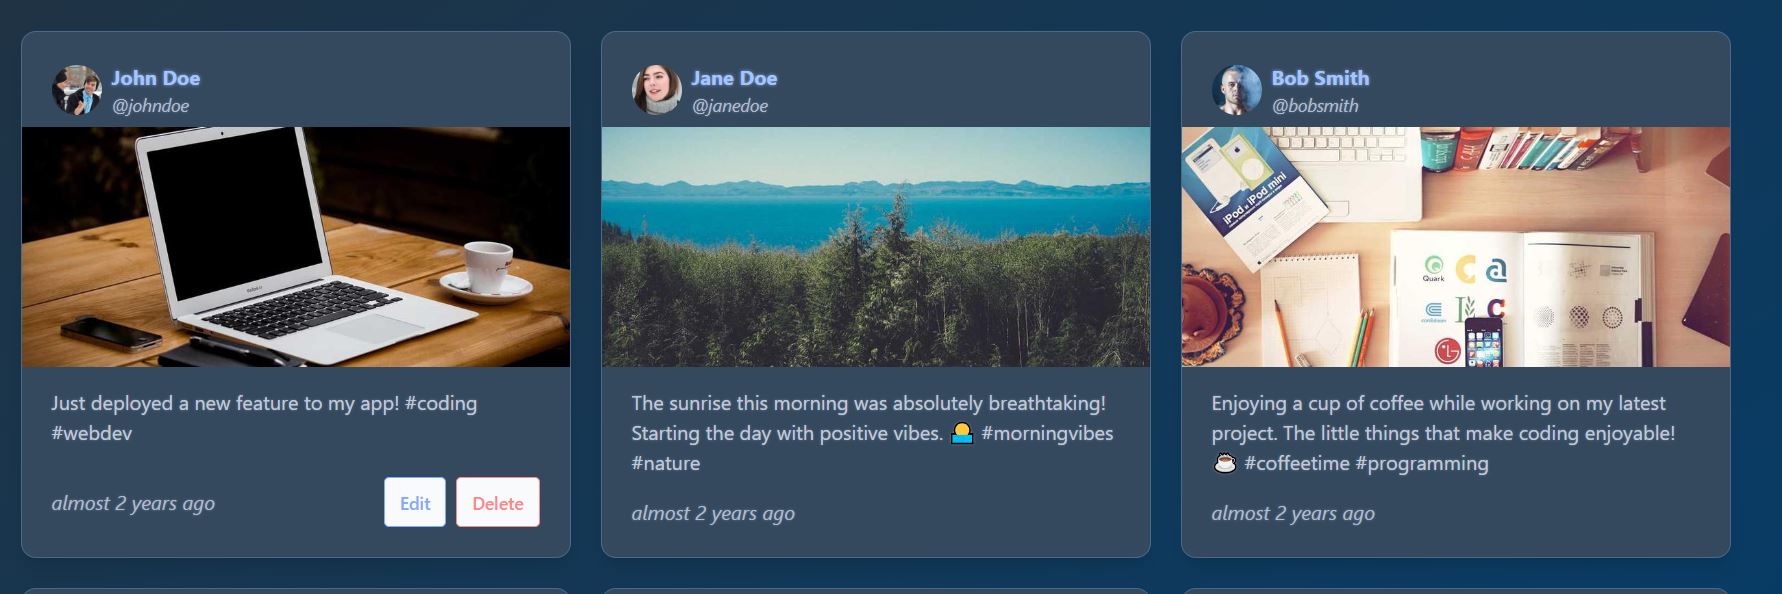 John Doe
@johndoe
Just deployed a new feature to my app! #coding
#webdev
almost 2 years ago
Edit
Delete
Jane Doe
@janedoe
The sunrise this morning was absolutely breathtaking!
Starting the day with positive vibes. 🌅 #morningvibes
#nature
almost 2 years ago
Bob Smith
@bobsmith
iPod и iPod mini
Quark
LG
Enjoying a cup of coffee while working on my latest
project. The little things that make coding enjoyable!
☕ #coffeetime #programming
almost 2 years ago